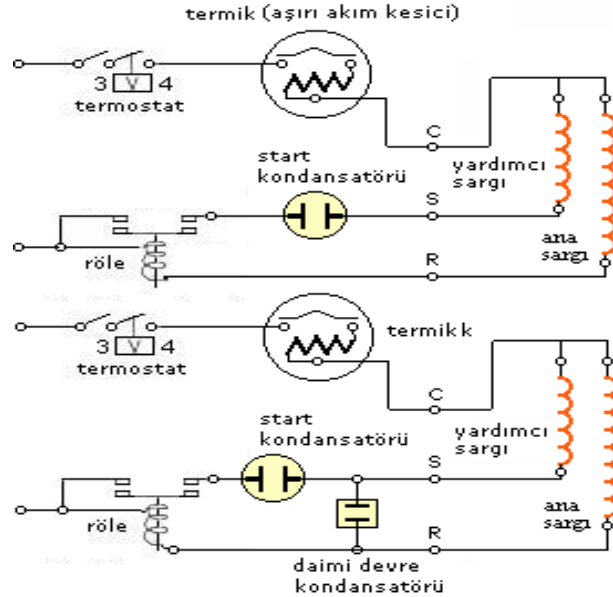 termik (aşırı akım kesici)
3 V 4
termostat
C
start
kondansatörü
yardımcı
sargı
S
ana
sargı
röle
R
termikk
3 V 4
termostat
C
start
kondansatörü
yardımcı
sargı
S
ana
sargı
röle
R
daimi devre
kondansatörü